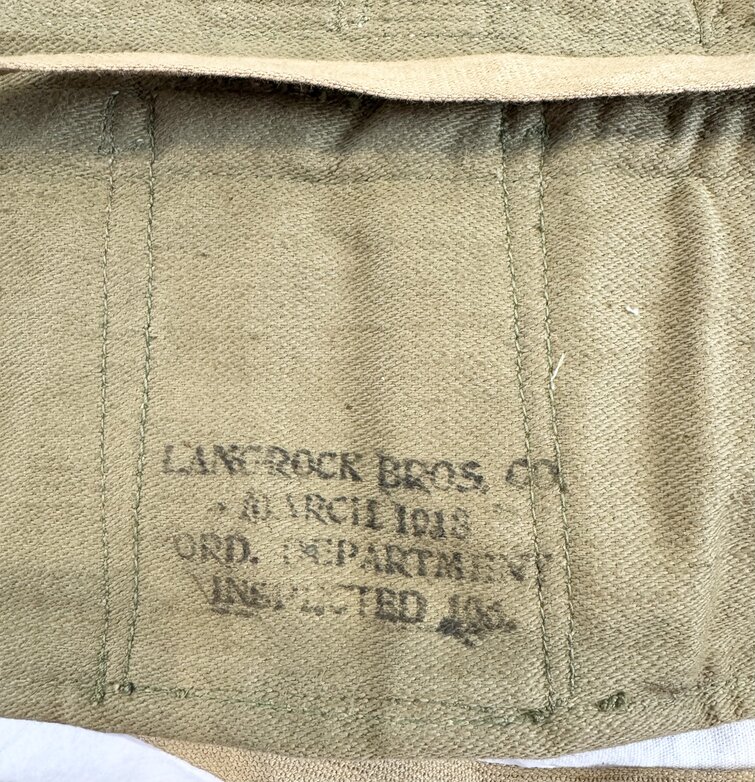 LANGROCK BROS. CO
MARCH 1918
ORD. DEPARTMENT
INSPECTED